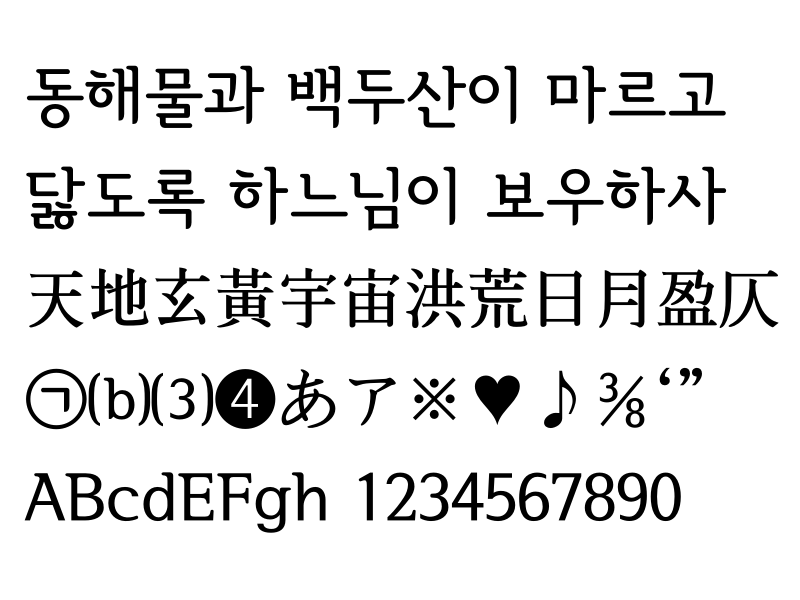 동해물과 백두산이 마르고
닳도록 하느님이 보우하사
天地玄黃宇宙洪荒日月盈仄
㉠⒝⑶❹あア※♥♪⅜‘”
ABcdEFgh 1234567890